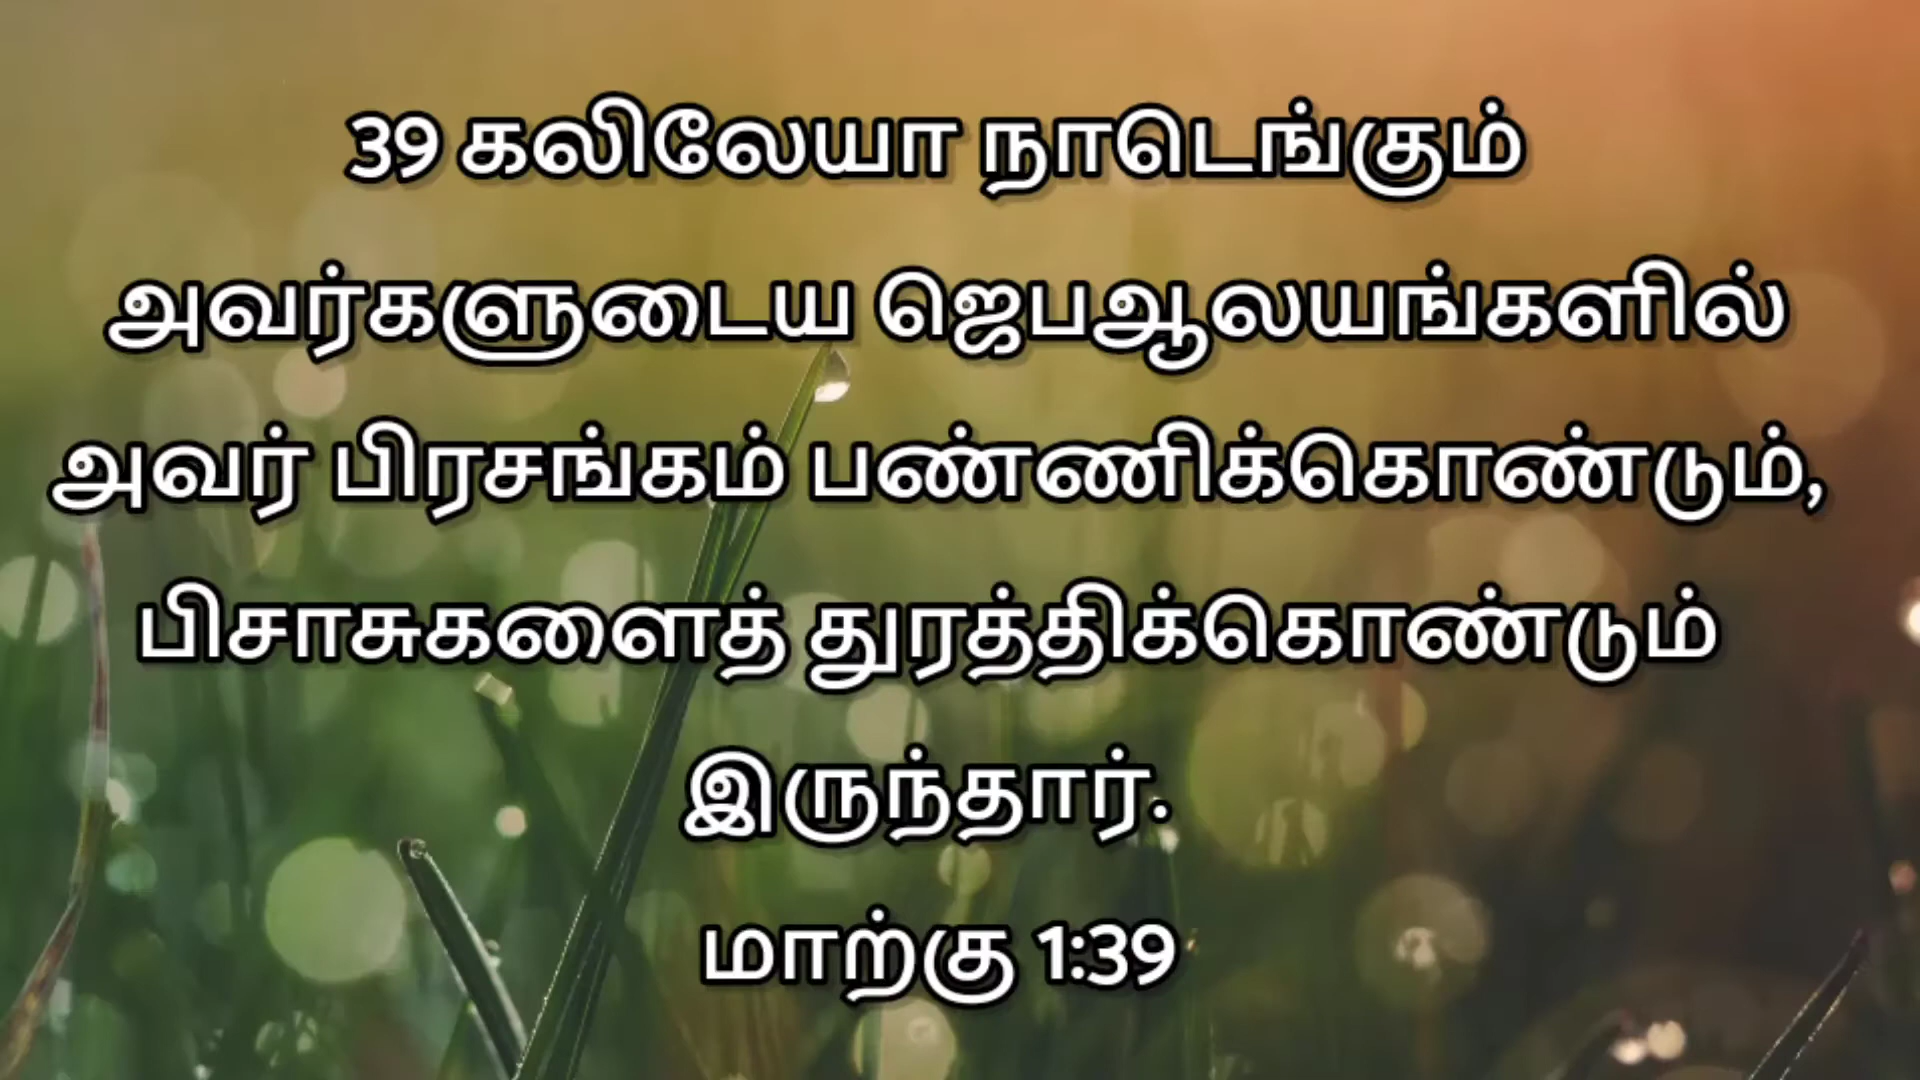 39 கலிலேயா நாடெங்கும்
அவர்களுடைய ஜெபஆலயங்களில்
அவர் பிரசங்கம் பண்ணிக்கொண்டும்,
பிசாசுகளைத் துரத்திக்கொண்டும்
இருந்தார்.
மாற்கு 1:39